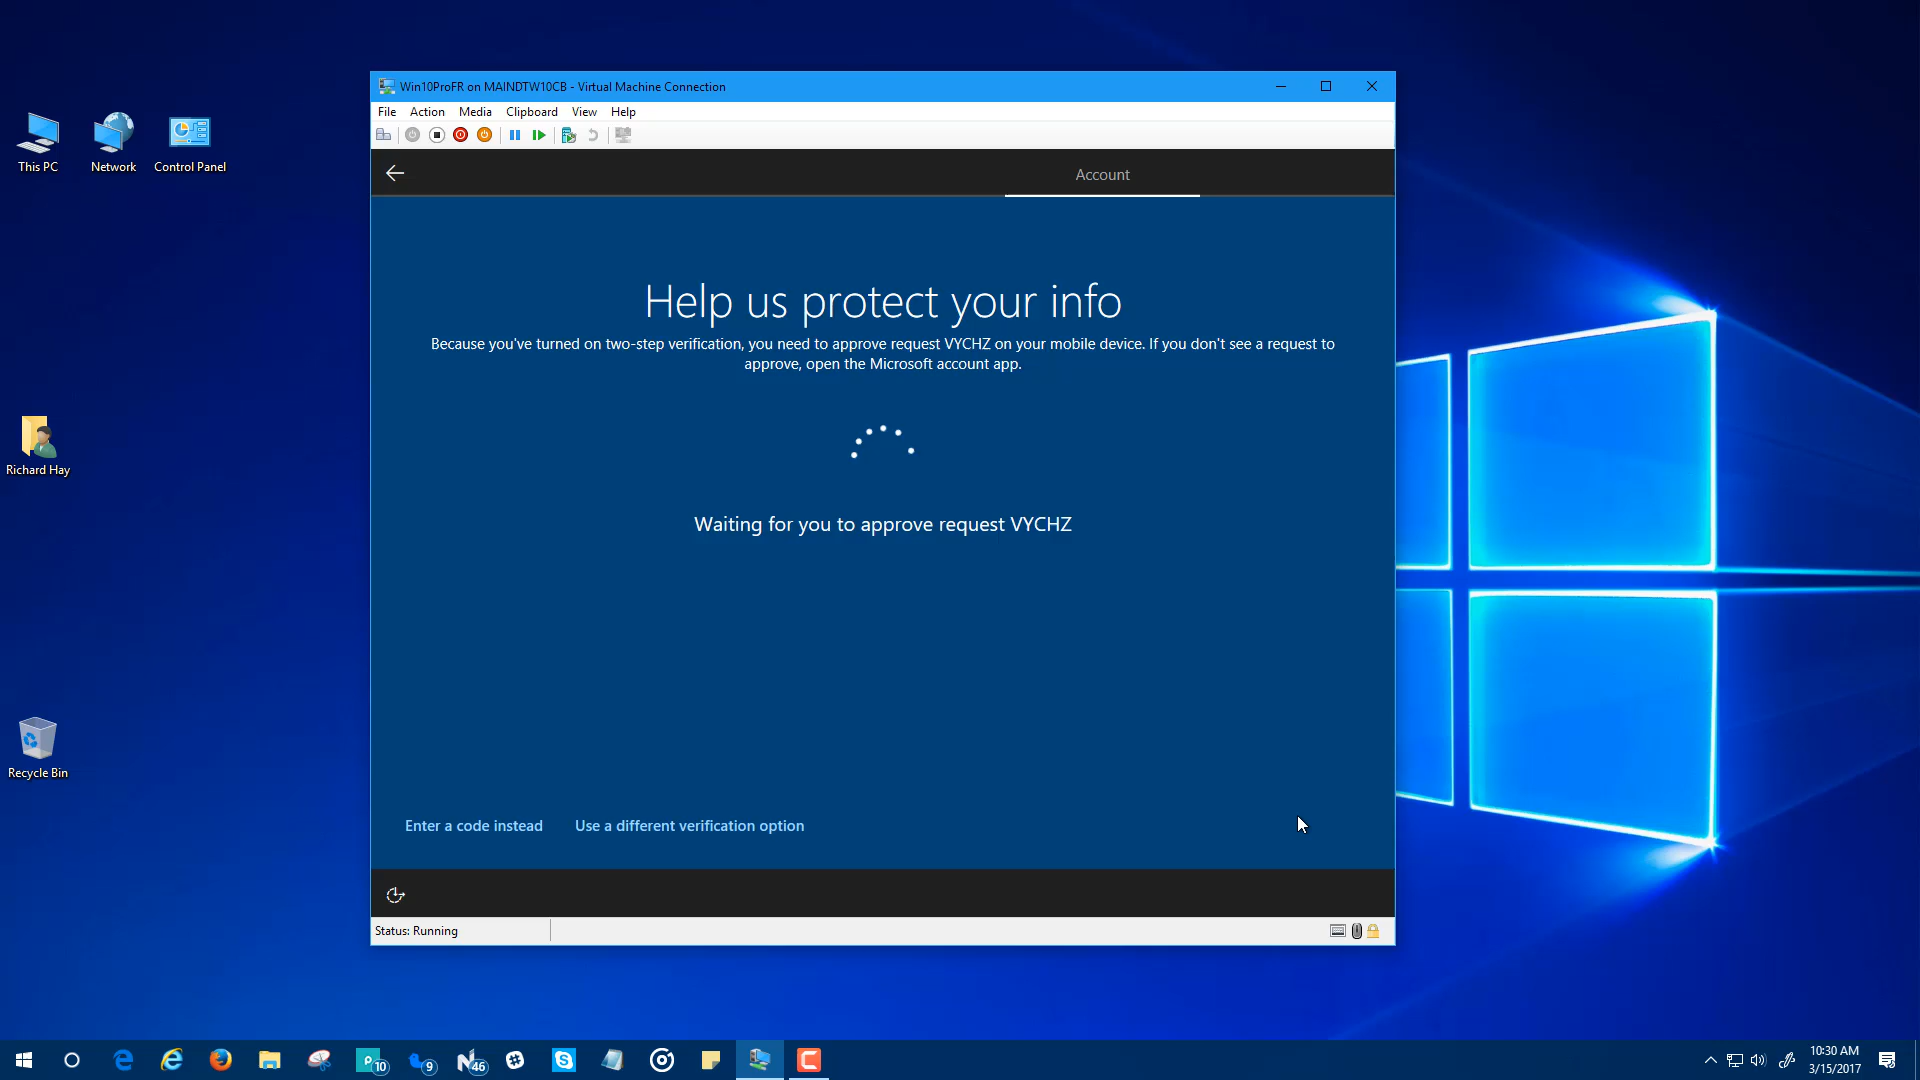 Win10ProFR on MAINDTW10CB - Virtual Machine Connection
File Action Media Clipboard View Help
This PC
Network
Control Panel
Account
Help us protect your info
Because you've turned on two-step verification, you need to approve request VYCHZ on your mobile device. If you don't see a request to
approve, open the Microsoft account app.
Richard Hay
Waiting for you to approve request VYCHZ
Recycle Bin
Enter a code instead
Use a different verification option
Status: Running
10
9
46
10:30 AM
3/15/2017